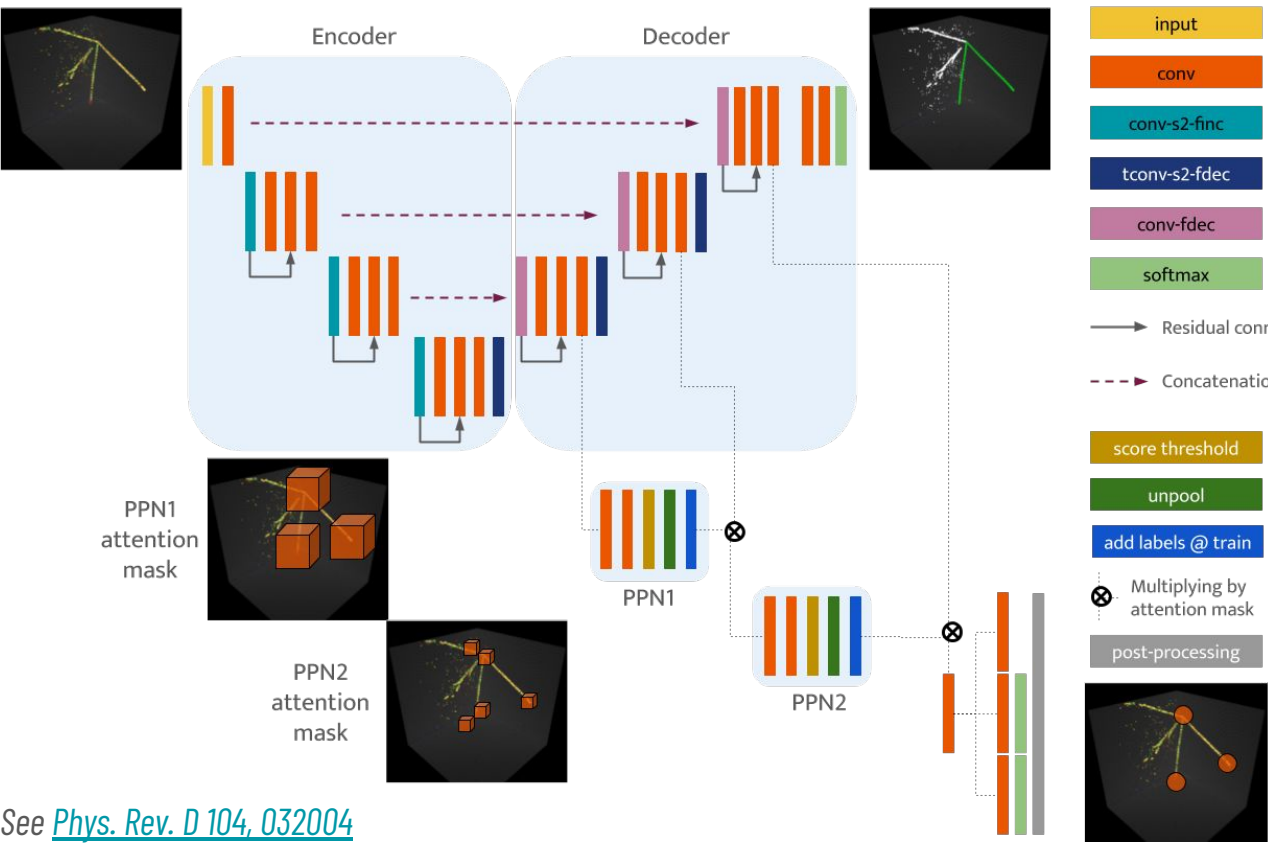 Encoder
Decoder
input
conv
conv-s2-finc
tconv-s2-fdec
conv-fdec
softmax
Residual conn
Concatenatio
score threshold
unpool
add labels @ train
Multiplying by
attention mask
post-processing
PPN1
attention
mask
PPN1
PPN2
attention
mask
PPN2
See Phys. Rev. D 104, 032004